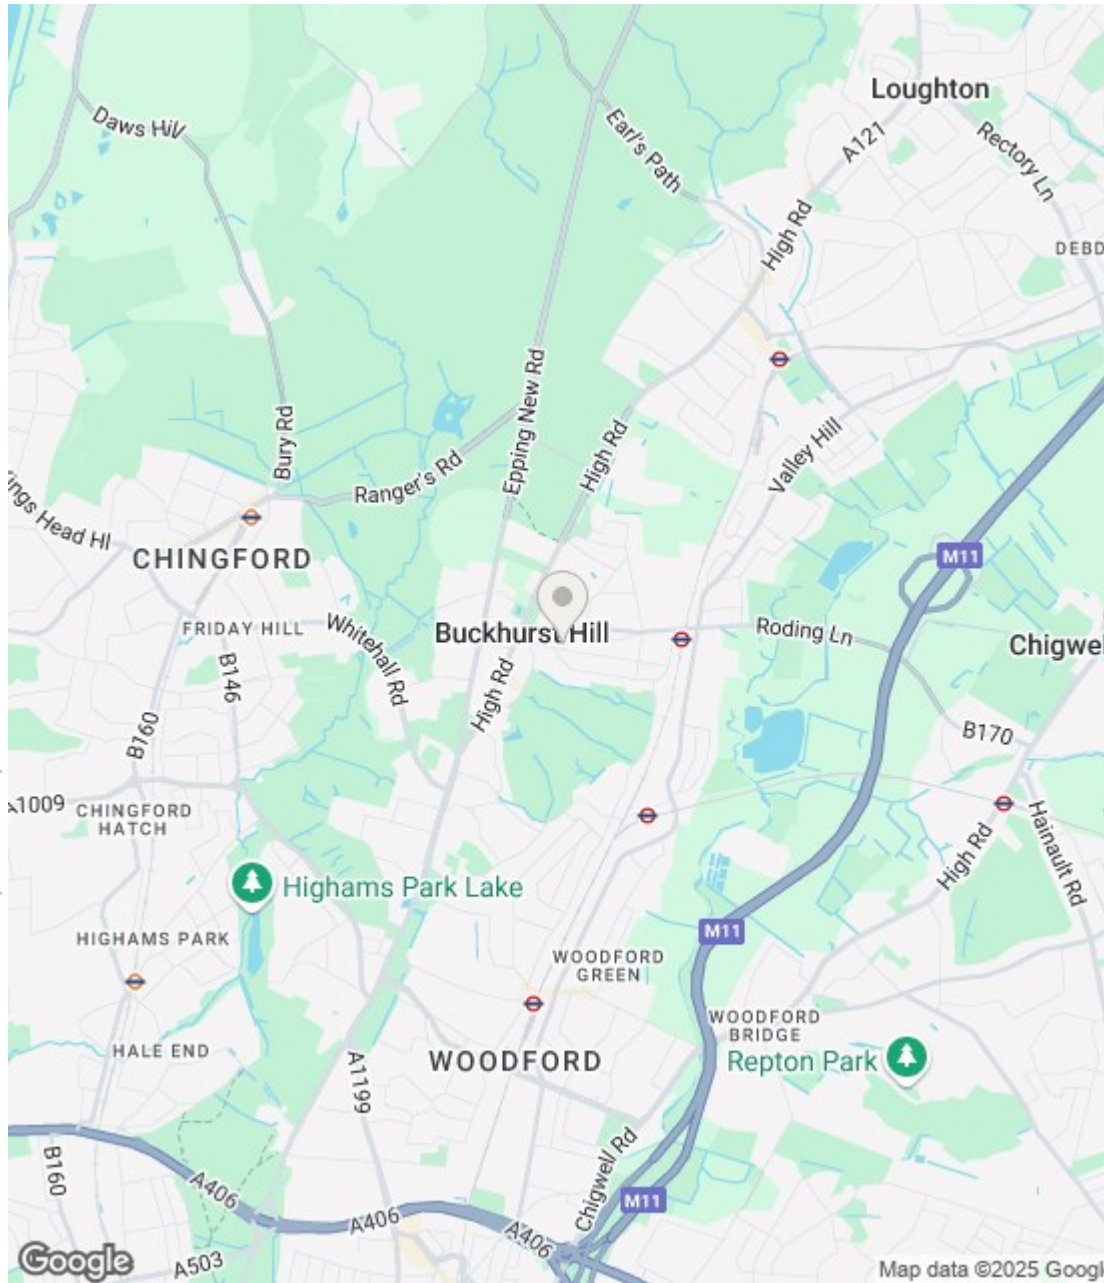 Loughton
Daws Hill
Earl's Path
A121
Rectory Ln
High Rd
DEBD
Epping New Rd
Bury Rd
High Rd
Valley Hill
Ranger's Rd
ings Head Hl
CHINGFORD
M11
FRIDAY HILL
Whitehall Rd
Buckhurst Hill
Roding Ln
Chigwel
B146
High Rd
B160
B170
A1009
CHINGFORD
HATCH
High Rd
Hainault Rd
Highams Park Lake
M11
HIGHAMS PARK
WOODFORD
GREEN
WOODFORD
BRIDGE
HALE END
WOODFORD
Repton Park
A1199
B160
Chigwell Rd
A406
M11
A406
A406
A503
Google
Map data ©2025 Google